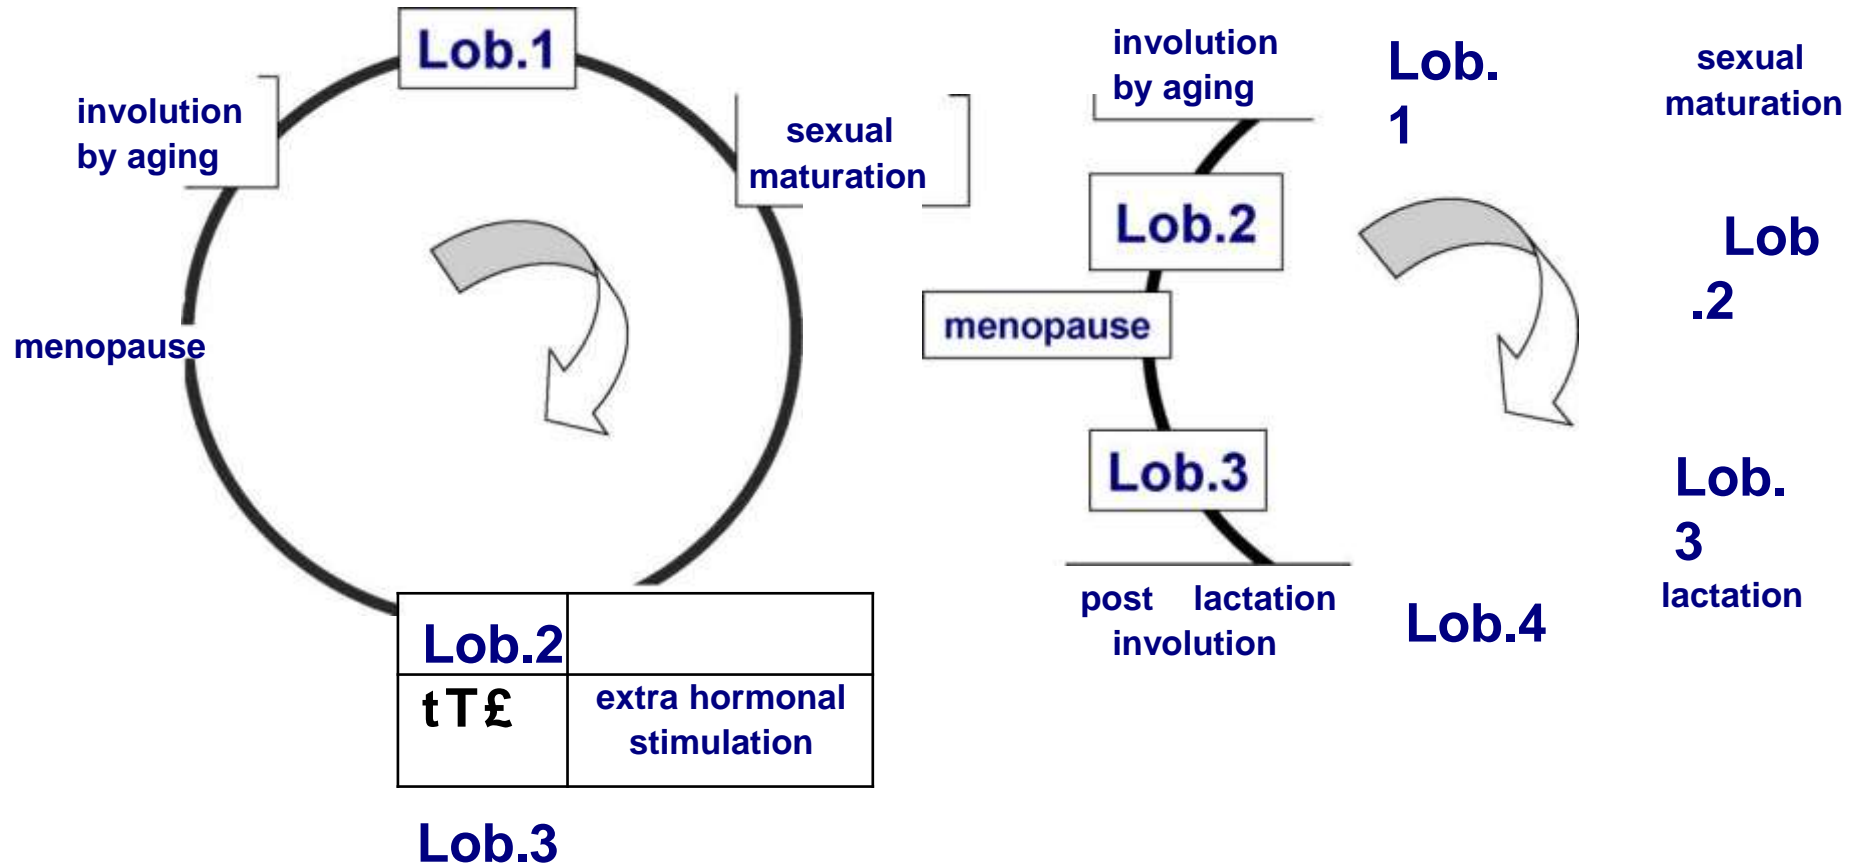 Lob.1
involution
by aging
sexual
maturation
menopause
Lob.2
tT£
extra hormonal
stimulation
Lob.3
involution
by aging
Lob.
1
sexual
maturation
Lob.2
Lob
.2
menopause
Lob.3
Lob.
3
lactation
post lactation
involution
Lob.4